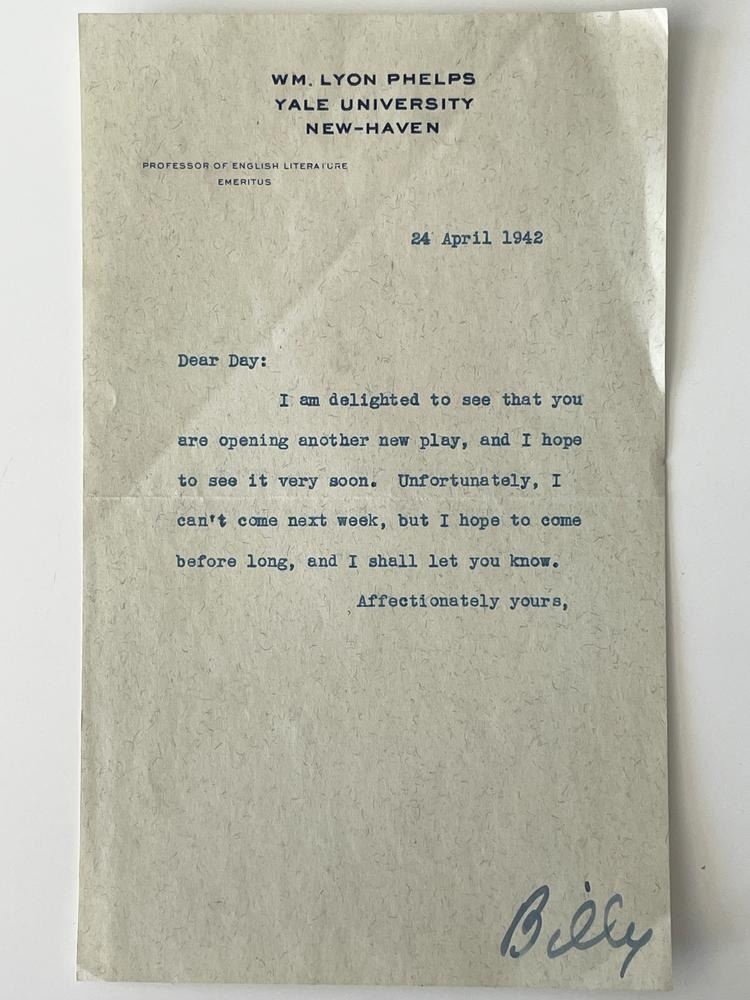 WM. LYON PHELPS
YALE UNIVERSITY
NEW-HAVEN
PROFESSOR OF ENGLISH LITERATURE
EMERITUS
24 April 1942
Dear Day:
I am delighted to see that you
are opening another new play, and I hope
to see it very soon. Unfortunately, I
can't come next week, but I hope to come
before long, and I shall let you know.
Affectionately yours,
Billy